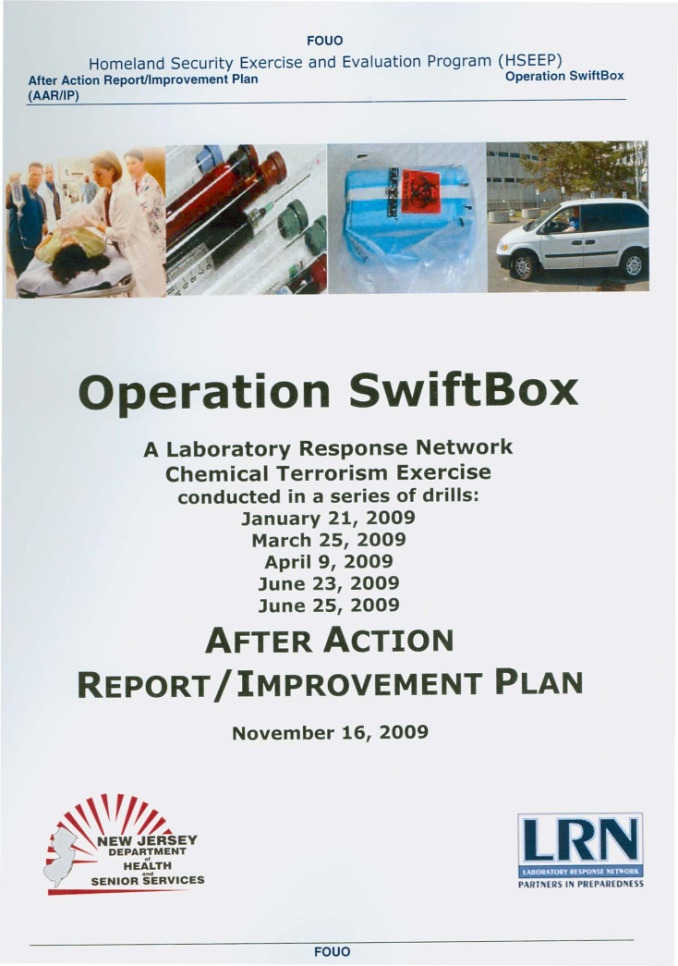 FOUO
Homeland Security Exercise and Evaluation Program (HSEEP)
After Action Report/Improvement Plan Operation SwiftBox
(AAR/IP)
Operation SwiftBox
A Laboratory Response Network
Chemical Terrorism Exercise
conducted in a series of drills:
January 21, 2009
March 25, 2009
April 9, 2009
June 23, 2009
June 25, 2009
AFTER ACTION
REPORT/IMPROVEMENT PLAN
November 16, 2009
NEW JERSEY
DEPARTMENT
of
HEALTH
and
SENIOR SERVICES
LRN
LABORATORY RESPONSE NETWORK
PARTNERS IN PREPAREDNESS
FOUO